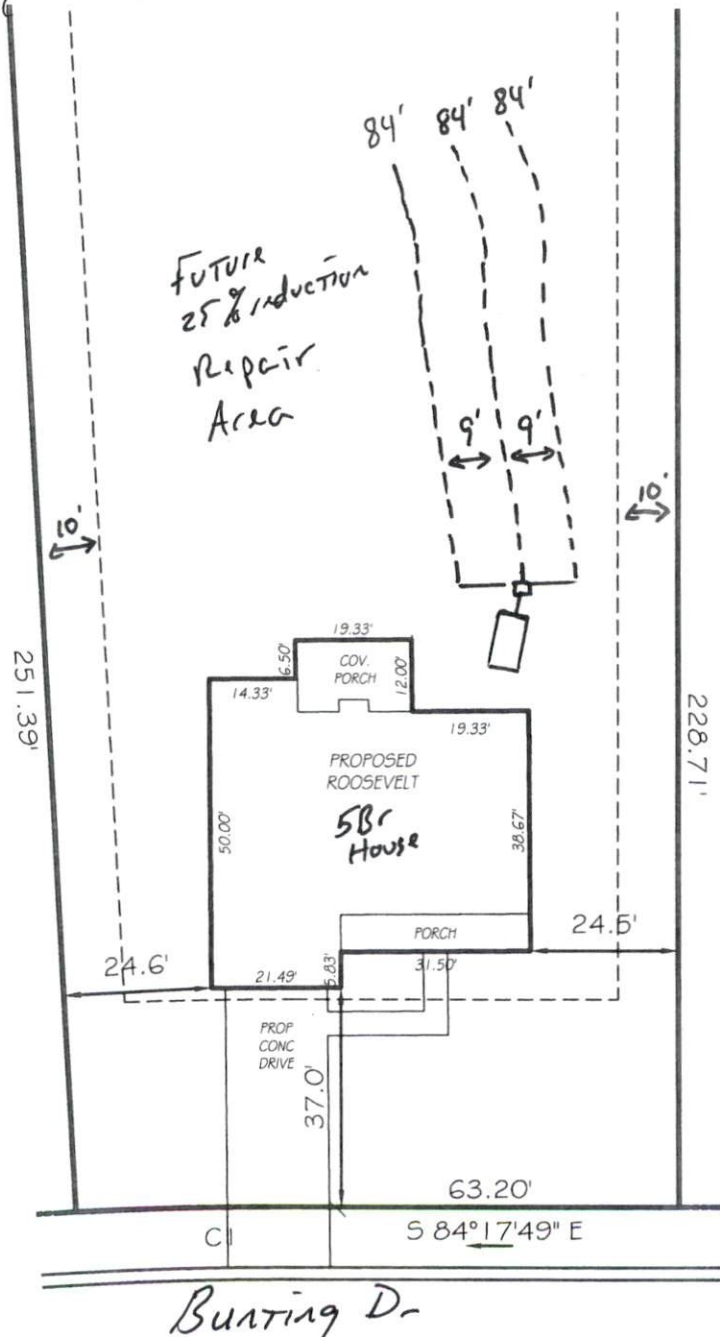 84' 84' 84'
Future
25% reduction
Repair
Area
9' 9'
10' 10'
19.33'
6.50'
COV.
PORCH
12.00'
14.33'
19.33'
251.39'
228.71'
PROPOSED
ROOSEVELT
5Br
House
50.00'
38.67'
PORCH
24.5'
24.6'
21.49'
5.83'
31.50'
PROP
CONC
DRIVE
37.0'
63.20'
C1
S 84°17'49" E
Bunting Dr